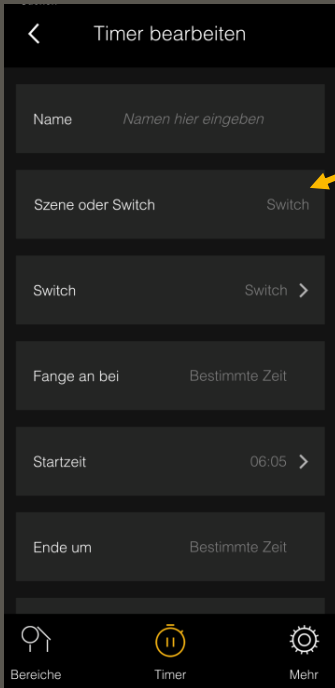 Timer bearbeiten
Name Namen hier eingeben
Szene oder Switch Switch
Switch Switch
Fange an bei Bestimmte Zeit
Startzeit 06:05
Ende um Bestimmte Zeit
Bereiche Timer Mehr